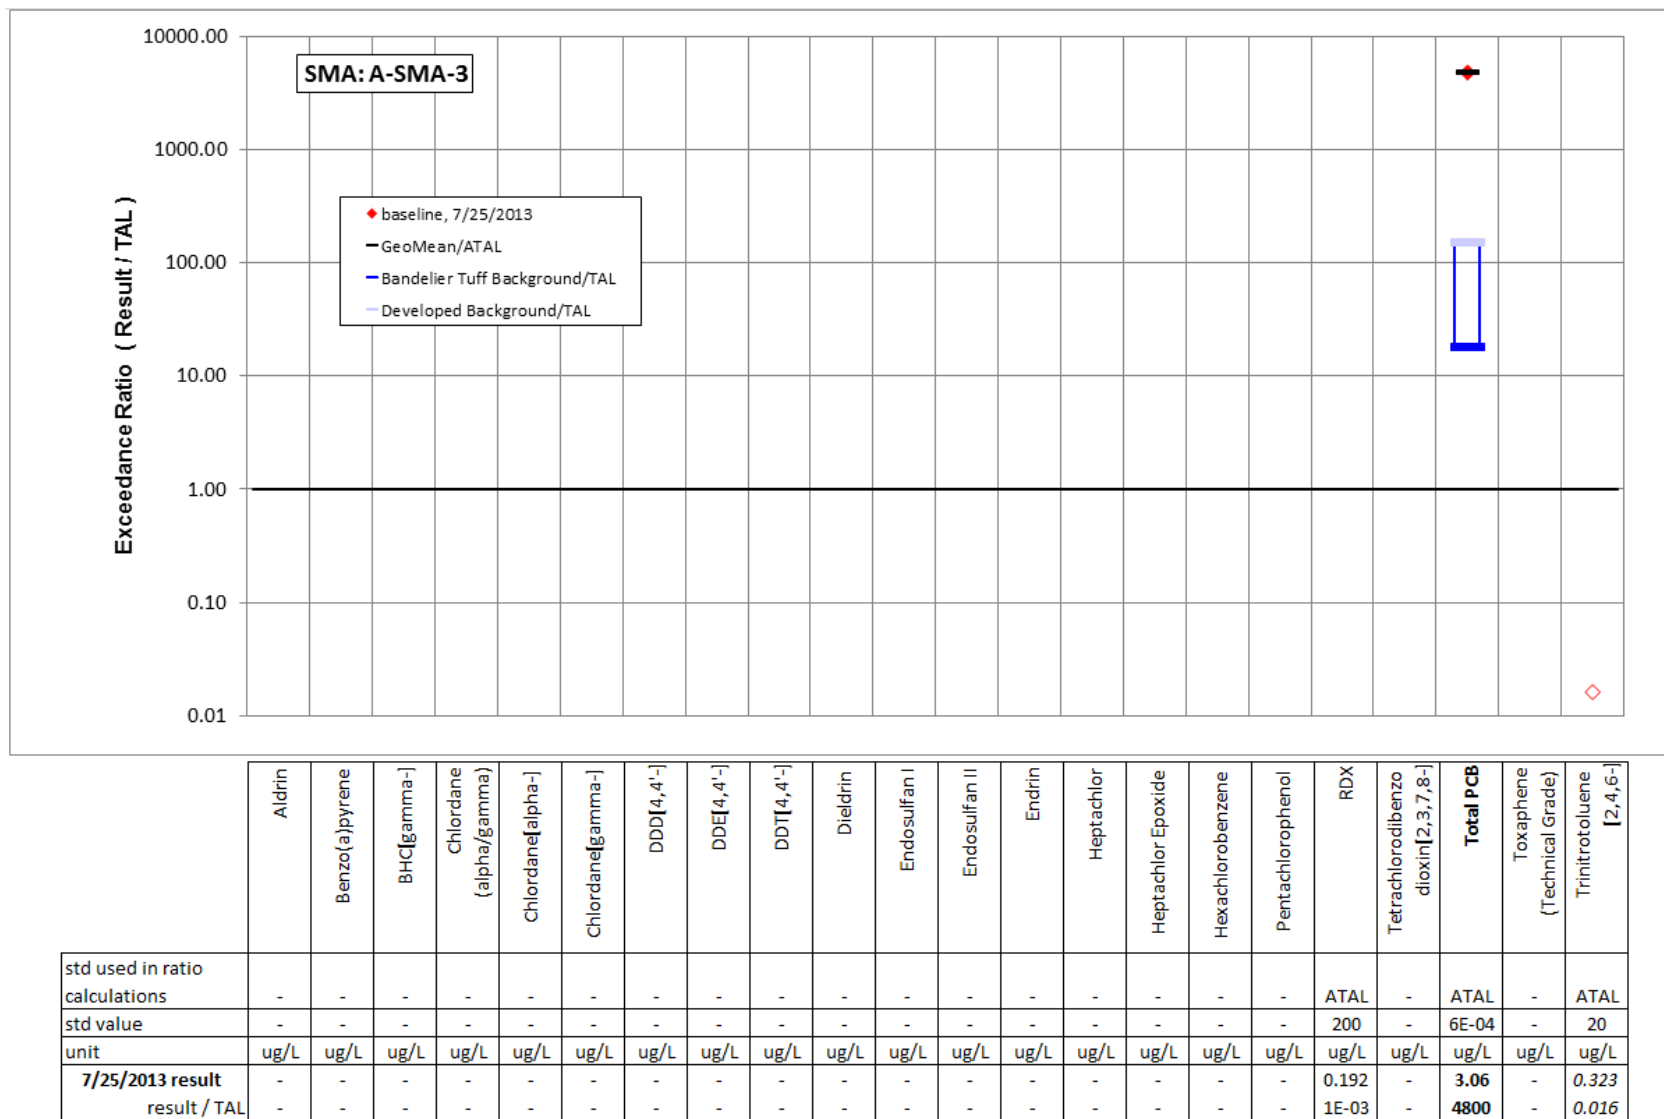 10000.00
SMA: A-SMA-3
1000.00
100.00
10.00
1.00
0.10
0.01
Exceedance Ratio ( Result / TAL )
baseline, 7/25/2013
GeoMean/ATAL
Bandelier Tuff Background/TAL
Developed Background/TAL
Aldrin
Benzo(a)pyrene
BHC[gamma-]
Chlordane
(alpha/gamma)
Chlordane[alpha-]
Chlordane[gamma-]
DDD[4,4'-]
DDE[4,4'-]
DDT[4,4'-]
Dieldrin
Endosulfan I
Endosulfan II
Endrin
Heptachlor
Heptachlor Epoxide
Hexachlorobenzene
Pentachlorophenol
RDX
Tetrachlorodibenzo
dioxin[2,3,7,8-]
Total PCB
Toxaphene
(Technical Grade)
Trinitrotoluene
[2,4,6-]
std used in ratio
calculations - - - - - - - - - - - - - - - - - ATAL - ATAL - ATAL
std value - - - - - - - - - - - - - - - - - 200 - 6E-04 - 20
unit ug/L ug/L ug/L ug/L ug/L ug/L ug/L ug/L ug/L ug/L ug/L ug/L ug/L ug/L ug/L ug/L ug/L ug/L ug/L ug/L ug/L ug/L
7/25/2013 result - - - - - - - - - - - - - - - - - 0.192 - 3.06 - 0.323
result / TAL - - - - - - - - - - - - - - - - - 1E-03 - 4800 - 0.016